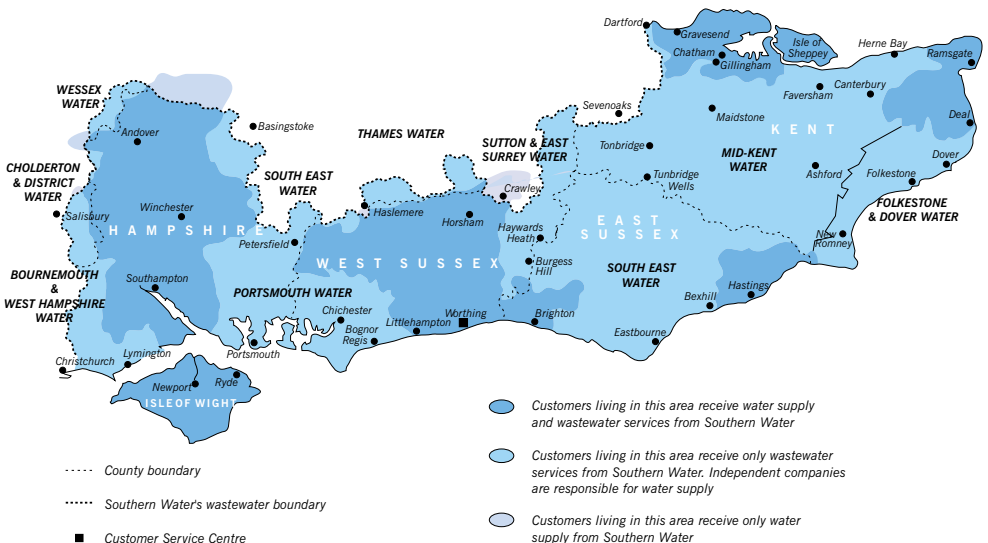 Dartford
Gravesend
Chatham
Gillingham
Isle of
Sheppey
Herne Bay
Ramsgate
WESSEX
WATER
Andover
Basingstoke
THAMES WATER
Sevenoaks
SUTTON & EAST
SURREY WATER
Tonbridge
Maidstone
KENT
Faversham
Canterbury
Deal
MID-KENT
WATER
Ashford
Dover
Folkestone
FOLKESTONE
& DOVER WATER
CHOLDERTON
& DISTRICT
WATER
Salisbury
Winchester
HAMPSHIRE
SOUTH EAST
WATER
Petersfield
Haslemere
Horsham
Crawley
Haywards
Heath
Tunbridge
Wells
EAST
SUSSEX
New
Romney
WEST SUSSEX
Burgess
Hill
SOUTH EAST
WATER
Hastings
Bexhill
Eastbourne
BOURNEMOUTH
&
WEST HAMPSHIRE
WATER
Southampton
PORTSMOUTH WATER
Chichester
Bognor
Regis
Littlehampton
Worthing
Brighton
Christchurch
Lymington
Portsmouth
Newport
Ryde
ISLE OF WIGHT
County boundary
Southern Water's wastewater boundary
Customer Service Centre
Customers living in this area receive water supply
and wastewater services from Southern Water
Customers living in this area receive only wastewater
services from Southern Water. Independent companies
are responsible for water supply
Customers living in this area receive only water
supply from Southern Water